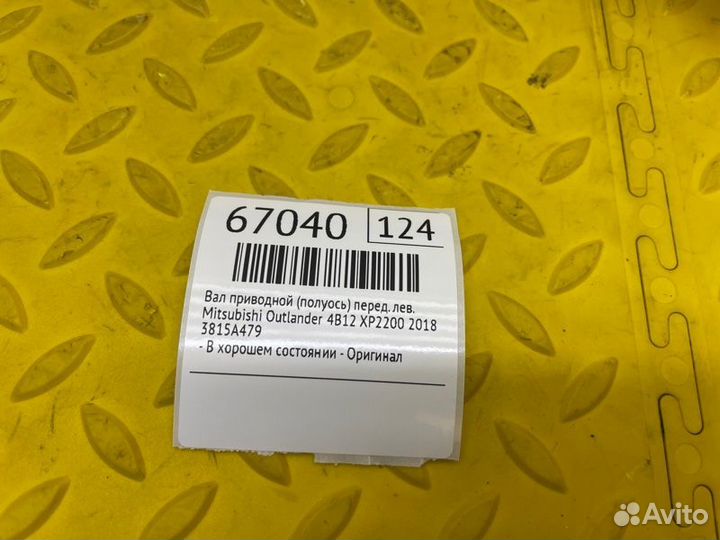 67040 124
Вал приводной (полуось) перед. лев.
Mitsubishi Outlander 4B12 XP2200 2018
3815A479
- В хорошем состоянии - Оригинал
Avito